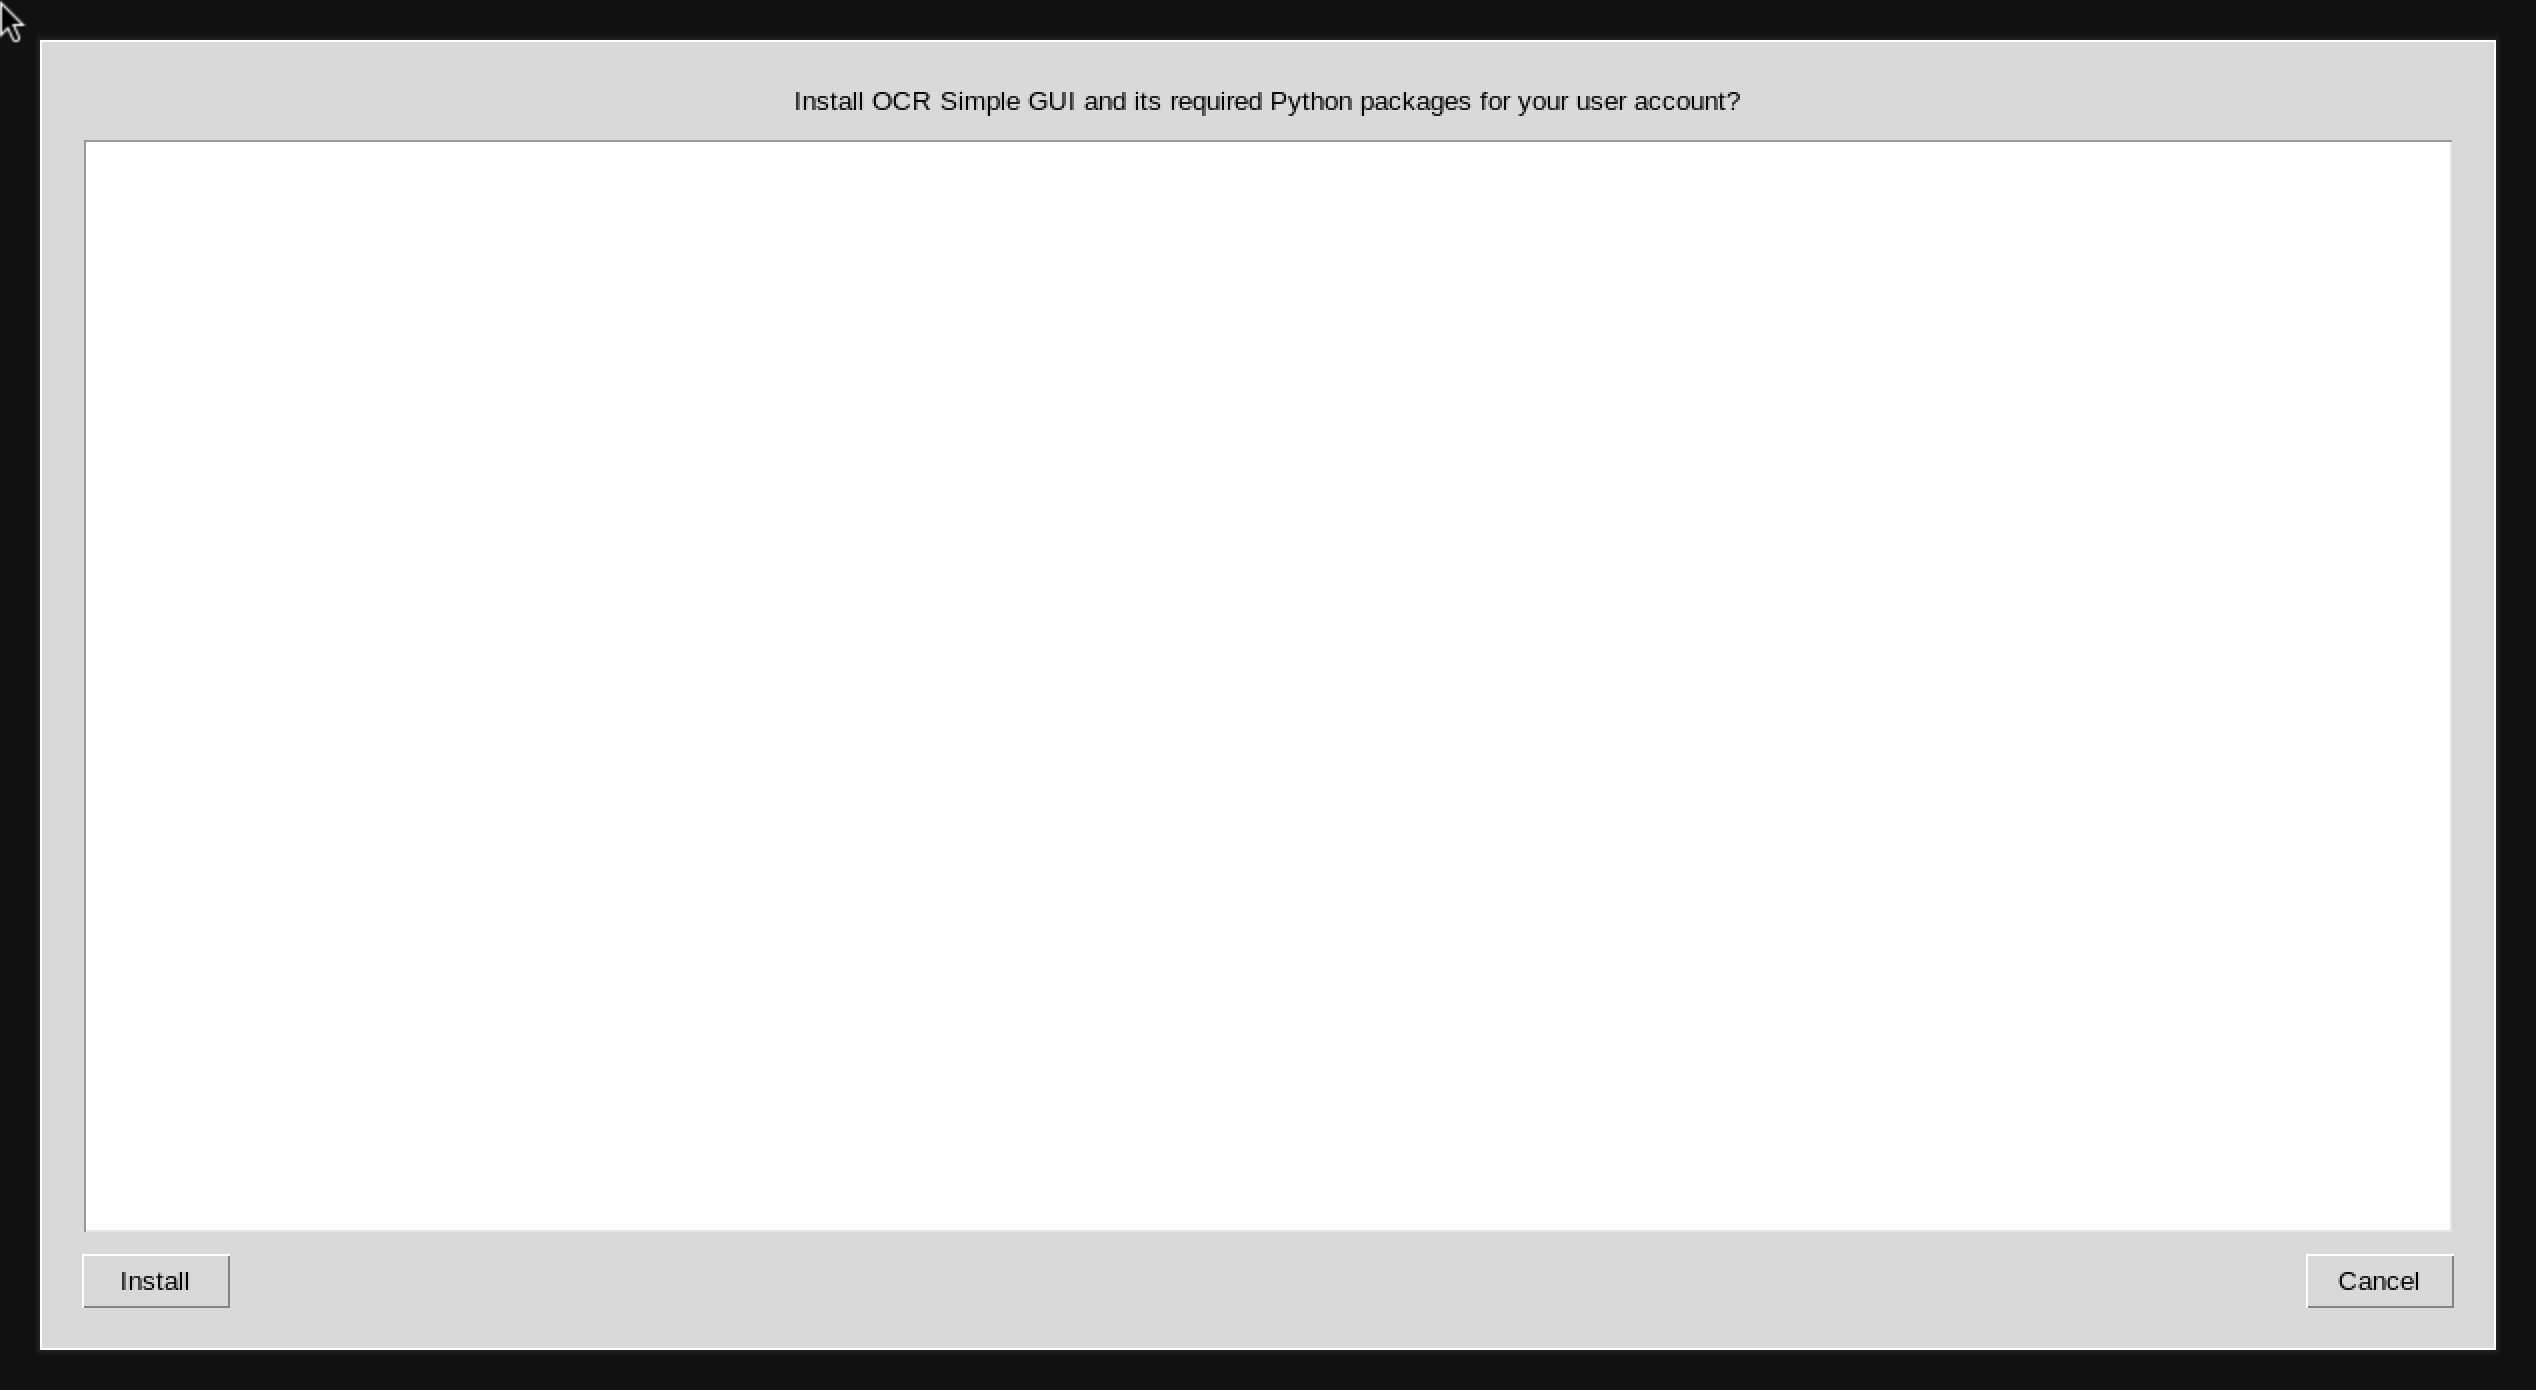 Install OCR Simple GUI and its required Python packages for your user account?
Install
Cancel